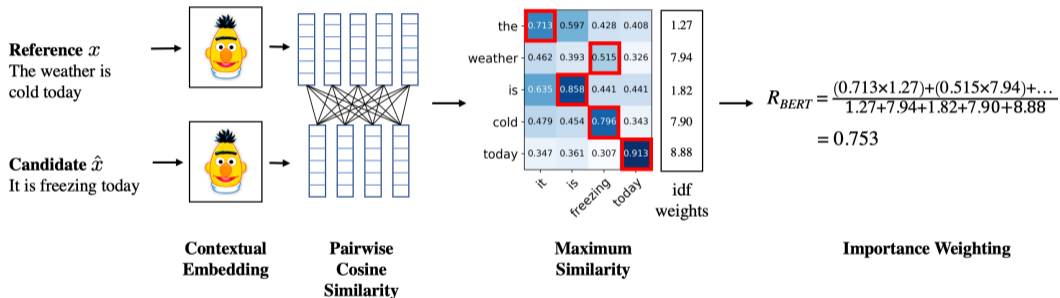 Reference x
The weather is
cold today
Candidate x̂
It is freezing today
Contextual
Embedding
Pairwise
Cosine
Similarity
the 0.713 0.597 0.428 0.408 1.27
weather 0.462 0.393 0.515 0.326 7.94
is 0.635 0.858 0.441 0.441 1.82
cold 0.479 0.454 0.796 0.343 7.90
today 0.347 0.361 0.307 0.913 8.88
it is freezing today
idf
weights
Maximum
Similarity
R_BERT = (0.713×1.27)+(0.515×7.94)+...
1.27+7.94+1.82+7.90+8.88
= 0.753
Importance Weighting